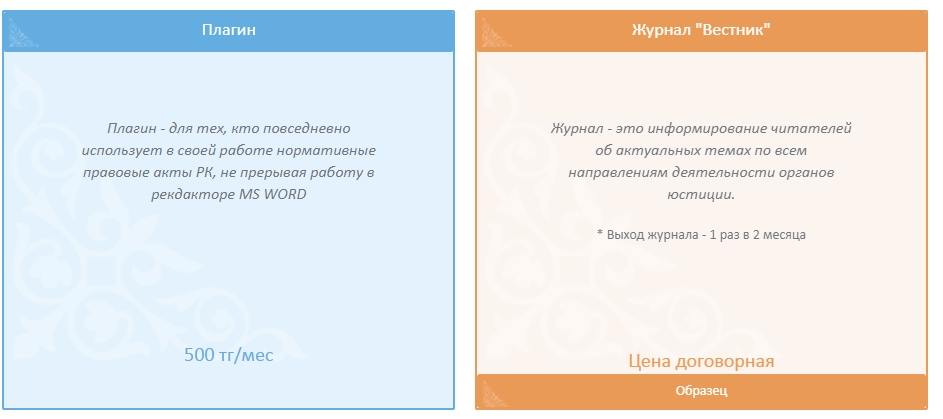 Плагин
Плагин - для тех, кто повседневно
использует в своей работе нормативные
правовые акты РК, не прерывая работу в
рекдакторе MS WORD
500 тг/мес
Журнал "Вестник"
Журнал - это информирование читателей
об актуальных темах по всем
направлениям деятельности органов
юстиции.
* Выход журнала - 1 раз в 2 месяца
Цена договорная
Образец